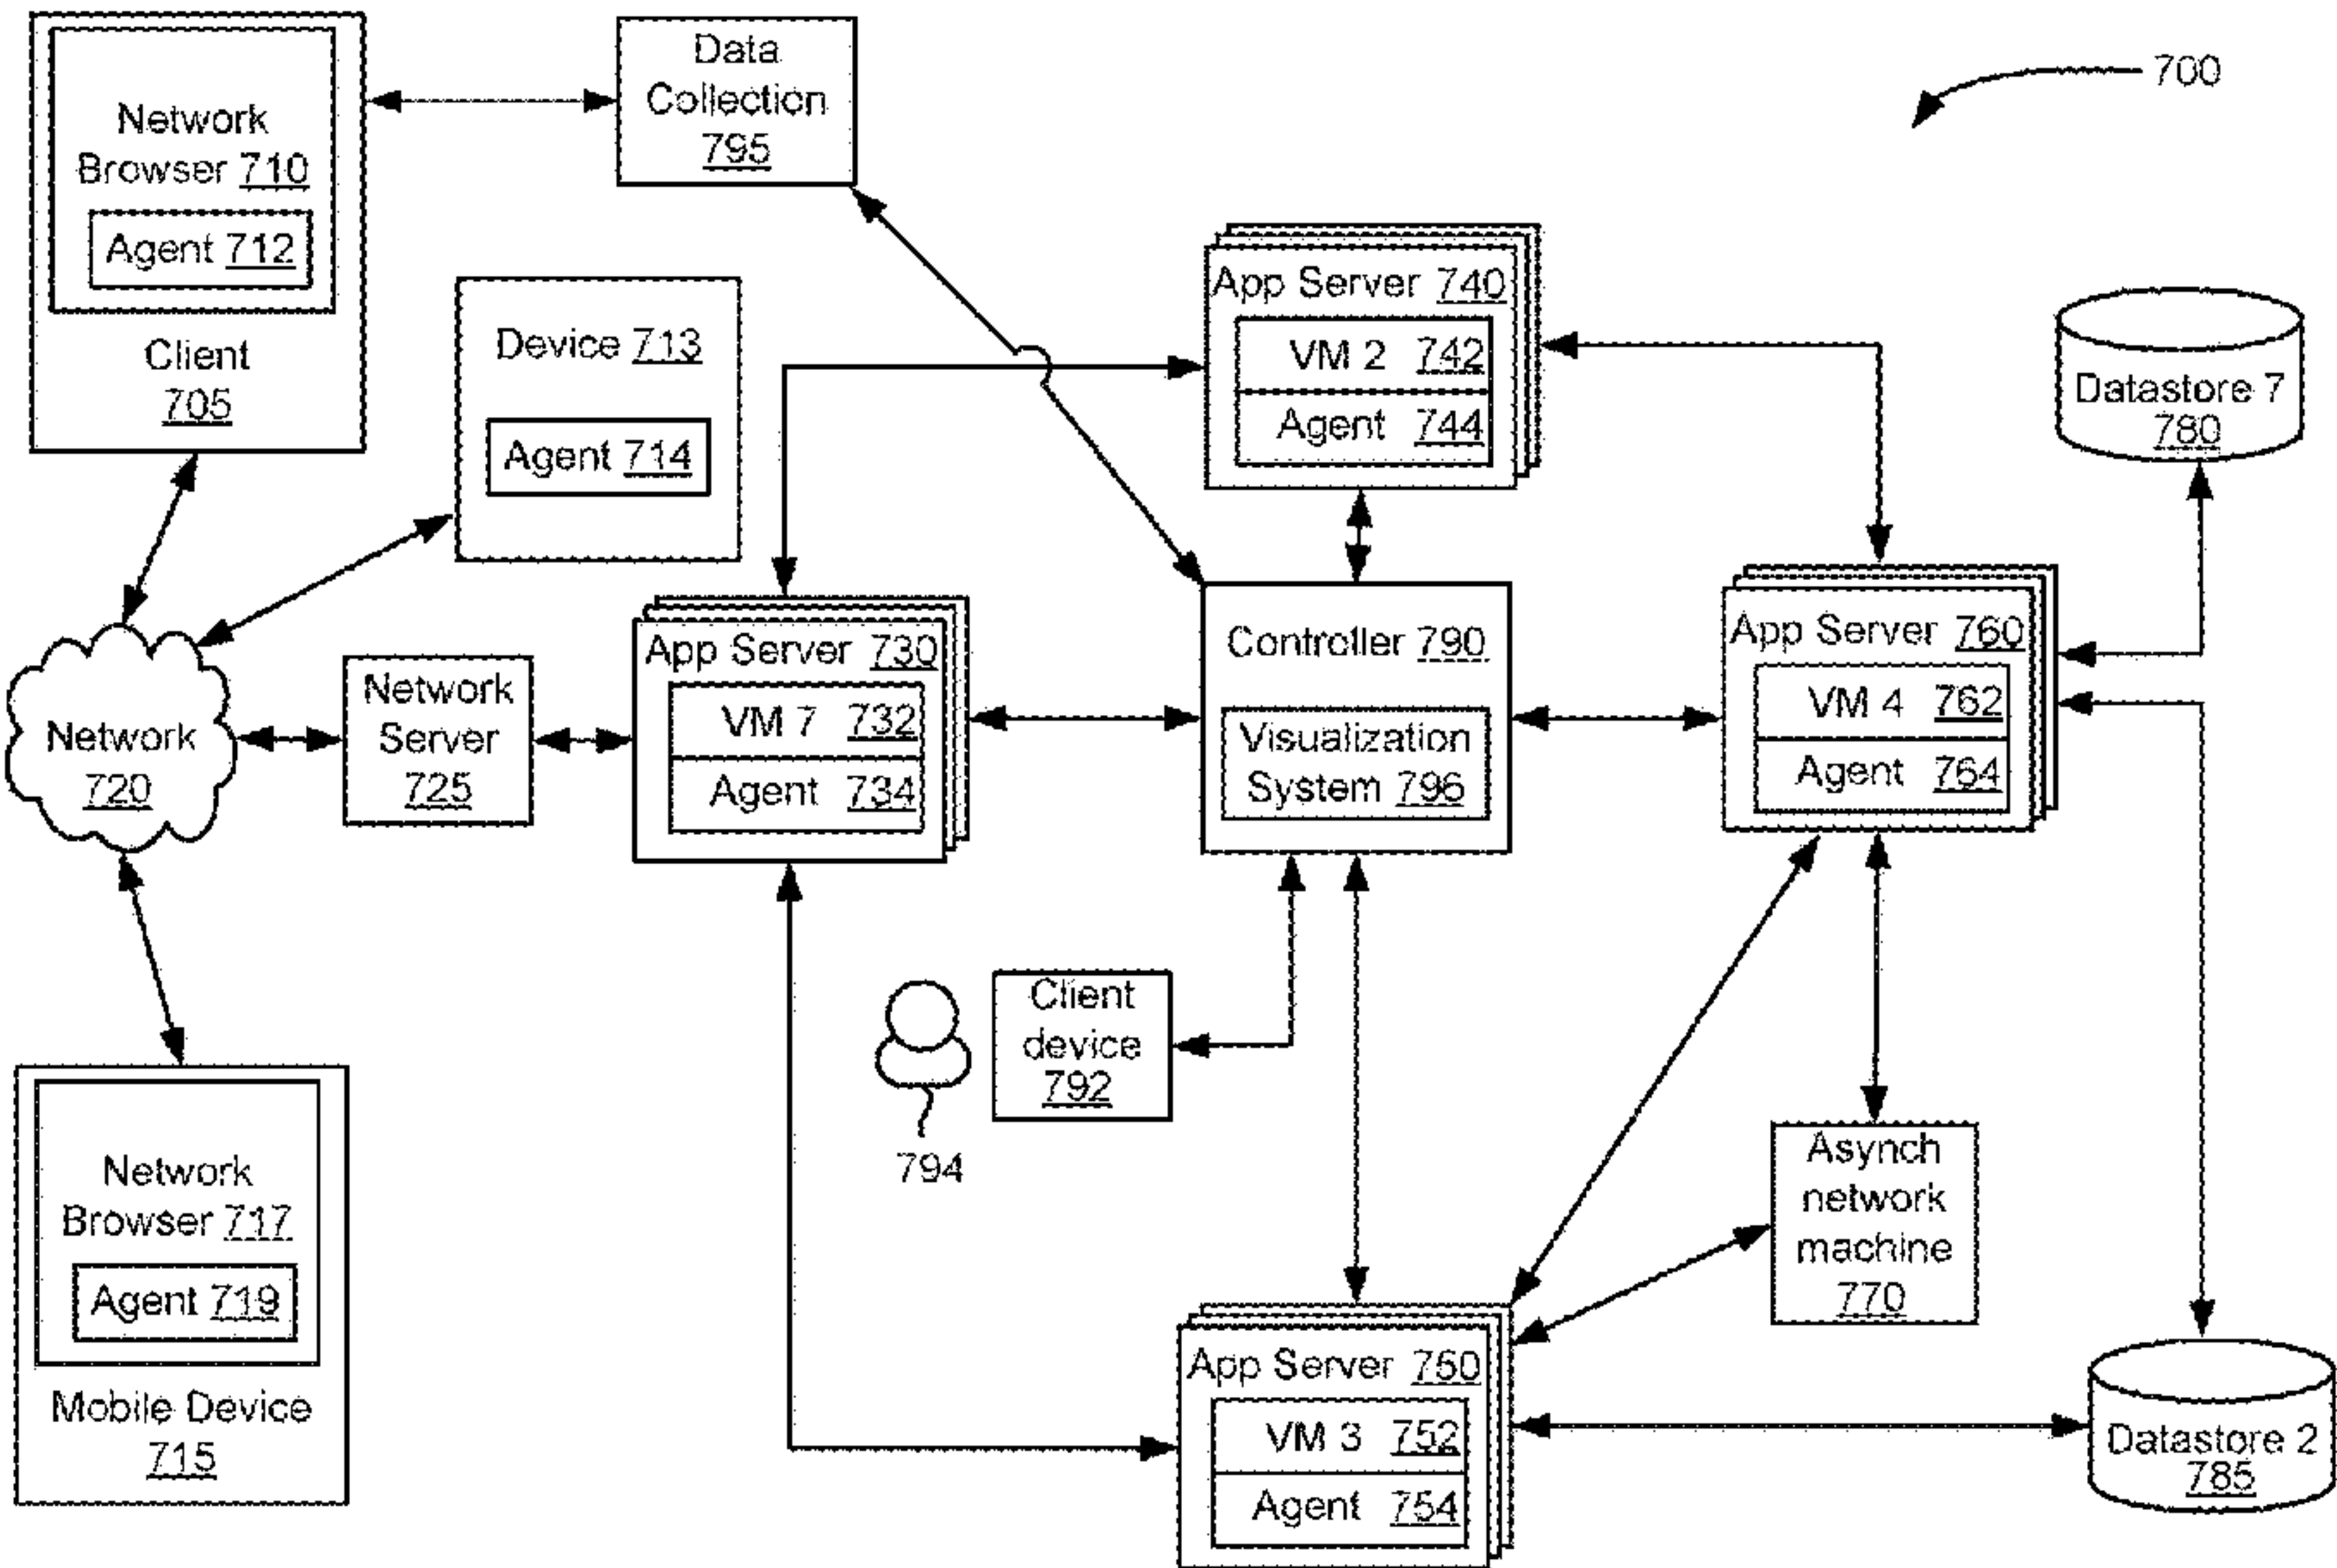 Network
Browser 710
Agent 712
Client
705
Data
Collection
795
700
Device 713
Agent 714
App Server 740
VM 2 742
Agent 744
Datastore 7
780
Network
720
Network
Server
725
App Server 730
VM 7 732
Agent 734
Controller 790
Visualization
System 796
App Server 760
VM 4 762
Agent 764
Client
device
792
794
Asynch
network
machine
770
Network
Browser 717
Agent 719
Mobile Device
715
App Server 750
VM 3 752
Agent 754
Datastore 2
785